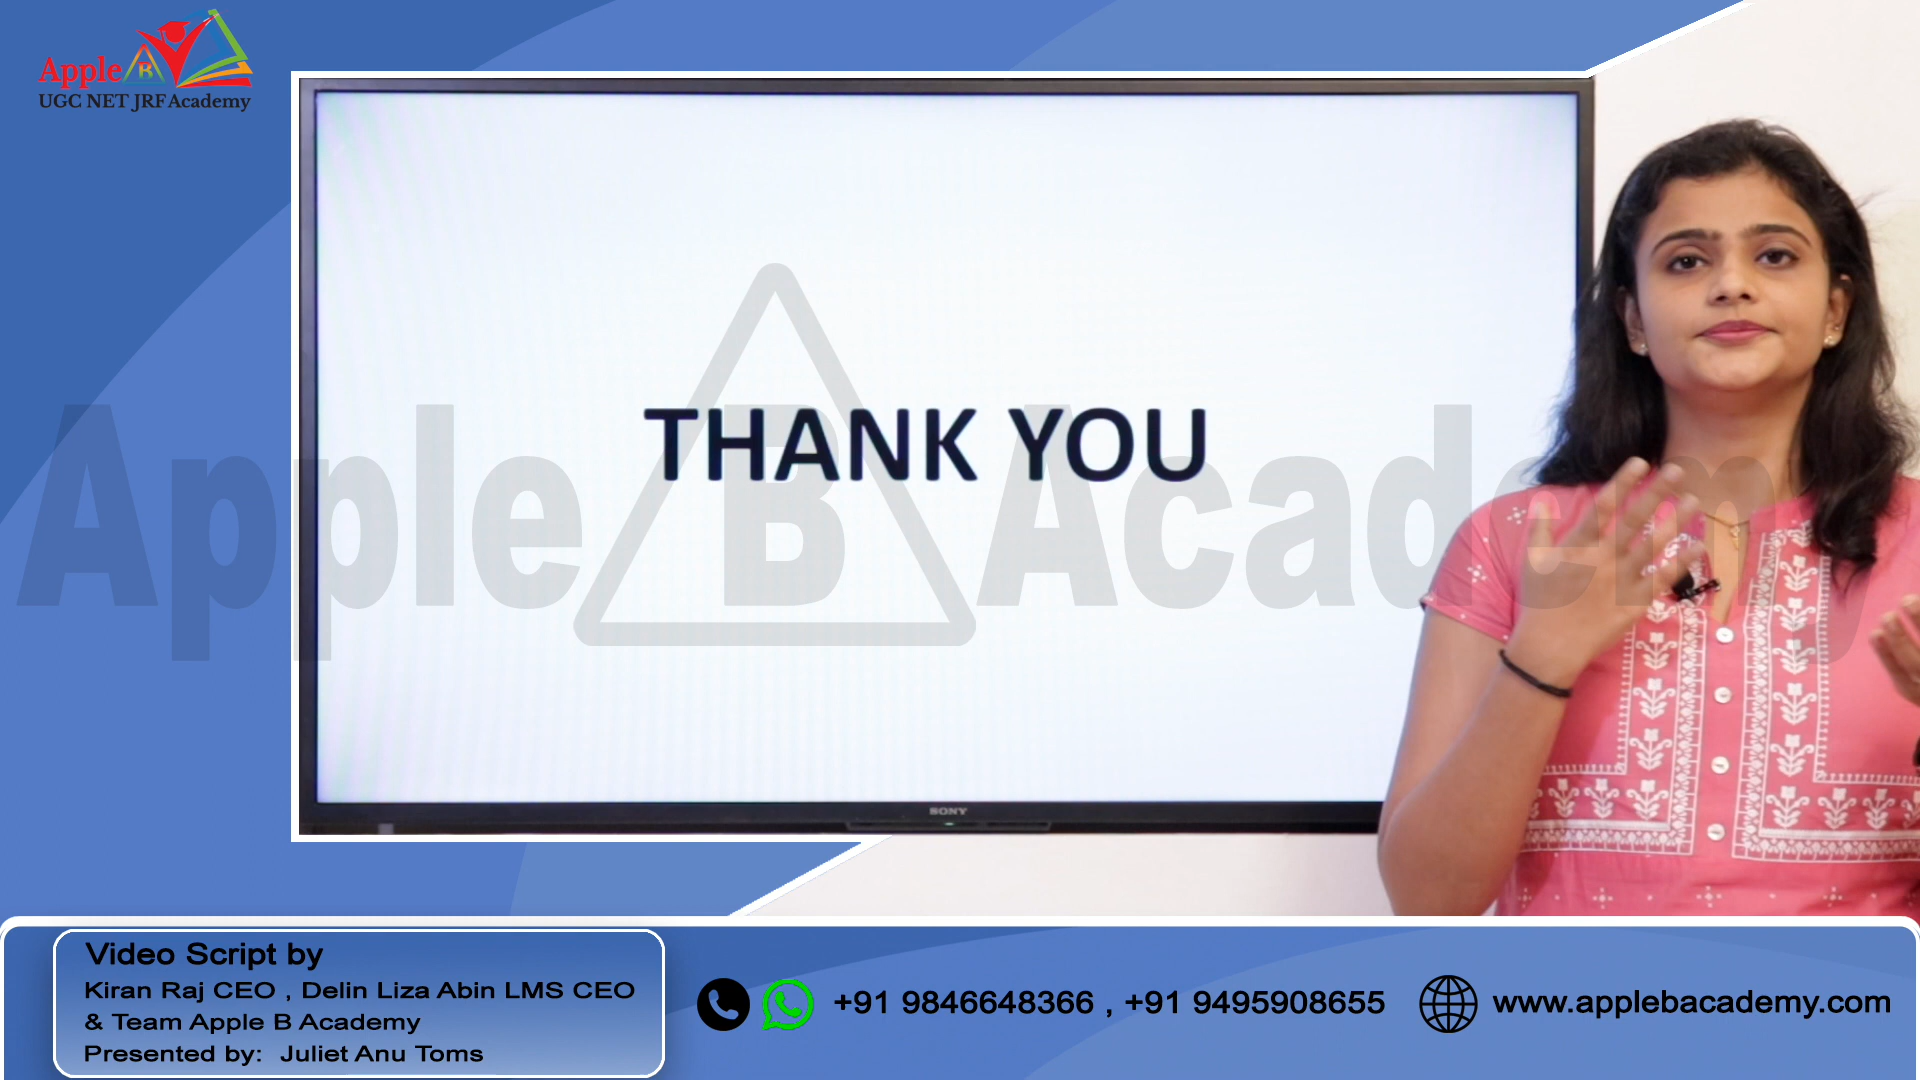 Apple B
UGC NET JRF Academy
THANK YOU
Apple B Academy
SONY
Video Script by
Kiran Raj CEO , Delin Liza Abin LMS CEO
& Team Apple B Academy
Presented by: Juliet Anu Toms
+91 9846648366 , +91 9495908655
www.applebacademy.com